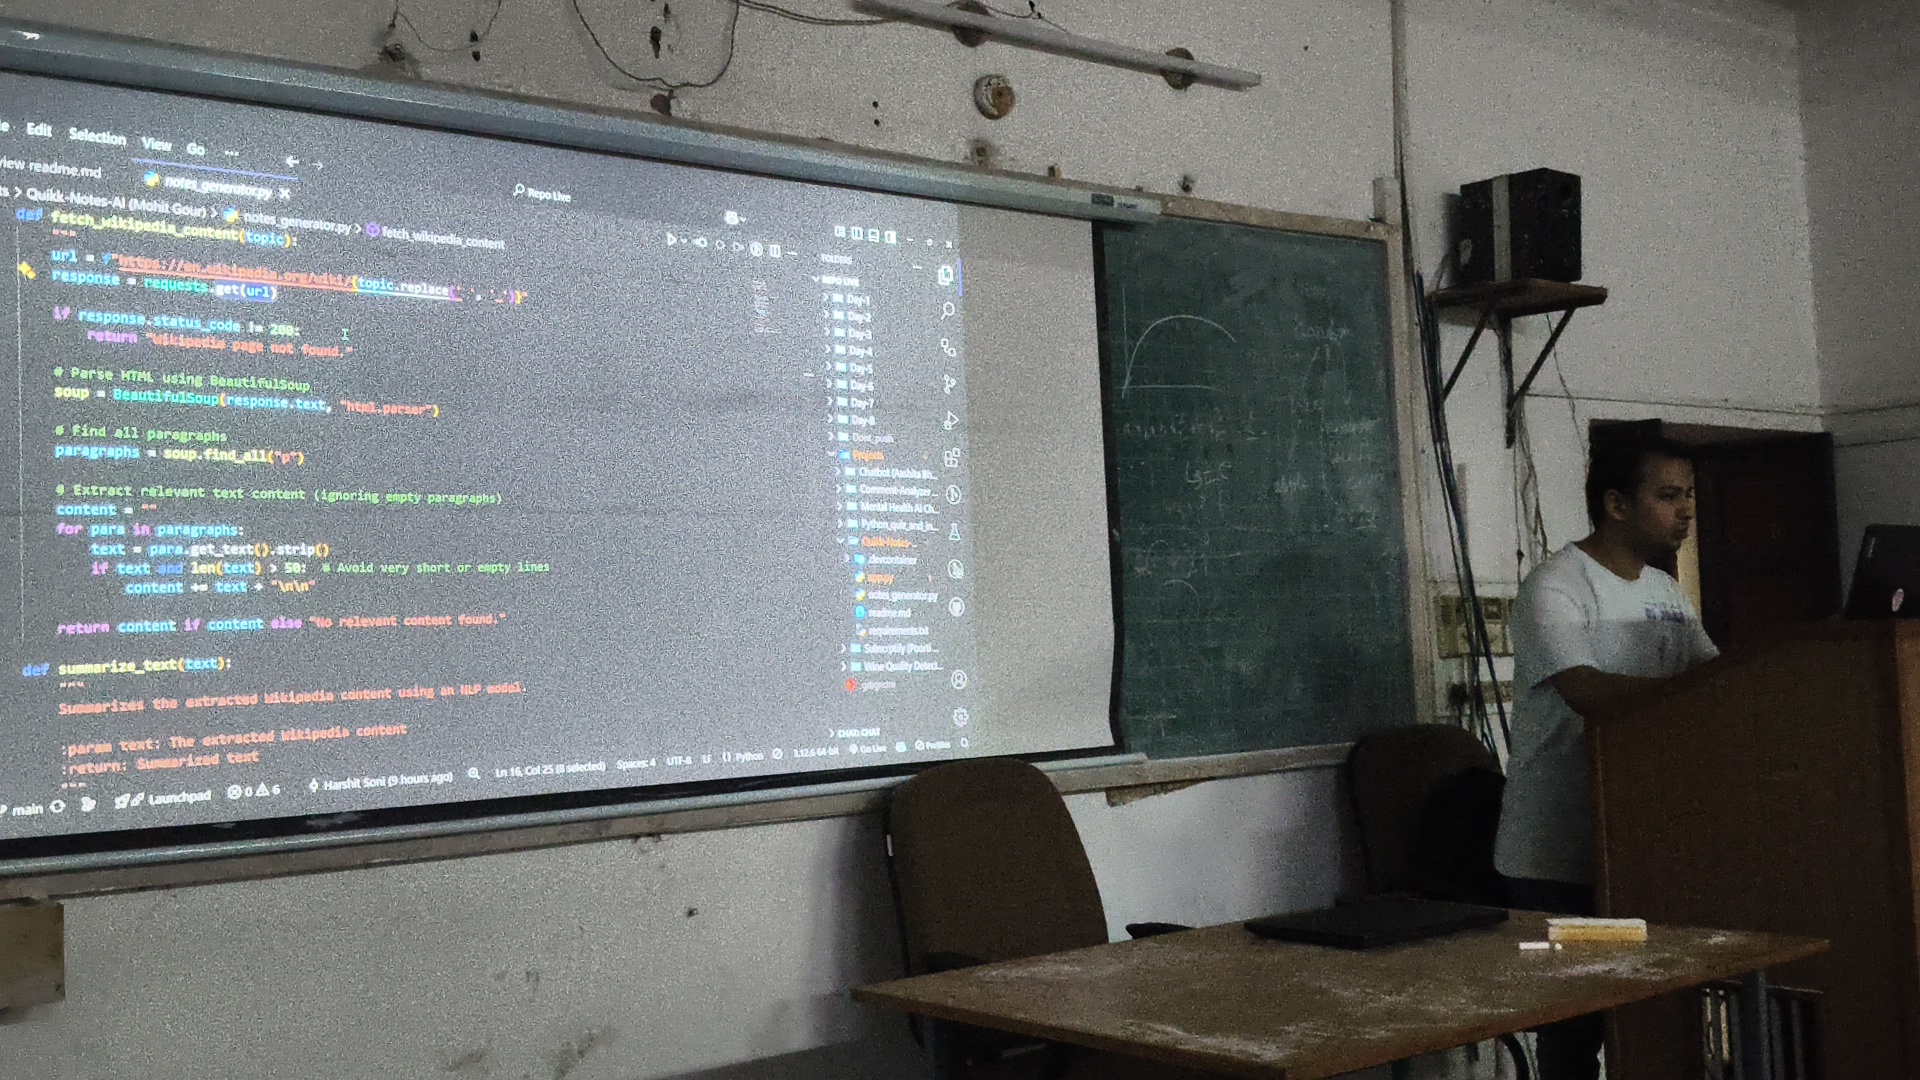 Edit Selection View Go ...
view readme.md
notes_generator.py
Repo Live
ts > Quikk-Notes-AI (Mohit Gour) > notes_generator.py > fetch_wikipedia_content
def fetch_wikipedia_content(topic):
"""
url = f"https://en.wikipedia.org/wiki/{topic.replace(' ', '_')}"
response = requests.get(url)
if response.status_code != 200:
return "Wikipedia page not found."
# Parse HTML using BeautifulSoup
soup = BeautifulSoup(response.text, "html.parser")
# Find all paragraphs
paragraphs = soup.find_all("p")
# Extract relevant text content (ignoring empty paragraphs)
content = ""
for para in paragraphs:
text = para.get_text().strip()
if text and len(text) > 50: # Avoid very short or empty lines
content += text + "\n\n"
return content if content else "No relevant content found."
def summarize_text(text):
"""
Summarizes the extracted Wikipedia content using an NLP model.
:param text: The extracted Wikipedia content
:return: Summarized text
"""
FOLDERS
REPO LIVE
Day-1
Day-2
Day-3
Day-4
Day-5
Day-6
Day-7
Day-8
Dont_push
Projects
Chatbot (Aashita Bh...
Comment-Analyzer...
Mental Health AI Ch...
Python_quiz_and_in...
Quikk-Notes-...
.devcontainer
app.py
notes_generator.py
readme.md
requirements.txt
Subscriptify (Poorti...
Wine Quality Detect...
.gitignore
CHAT: CHAT
main Launchpad 0 6 Harshit Soni (9 hours ago) Ln 16, Col 25 (8 selected) Spaces: 4 UTF-8 LF {} Python 3.12.6 64-bit Go Live Prettier